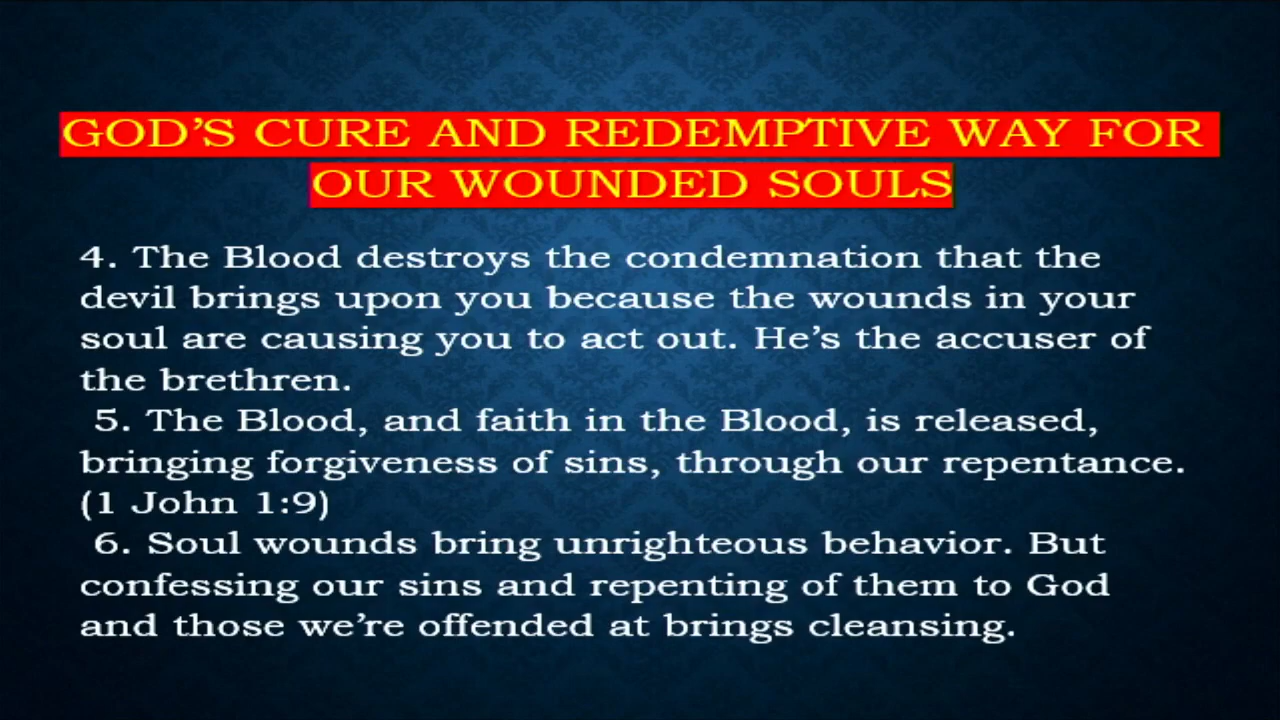 GOD'S CURE AND REDEMPTIVE WAY FOR
OUR WOUNDED SOULS
4. The Blood destroys the condemnation that the
devil brings upon you because the wounds in your
soul are causing you to act out. He's the accuser of
the brethren.
5. The Blood, and faith in the Blood, is released,
bringing forgiveness of sins, through our repentance.
(1 John 1:9)
6. Soul wounds bring unrighteous behavior. But
confessing our sins and repenting of them to God
and those we're offended at brings cleansing.